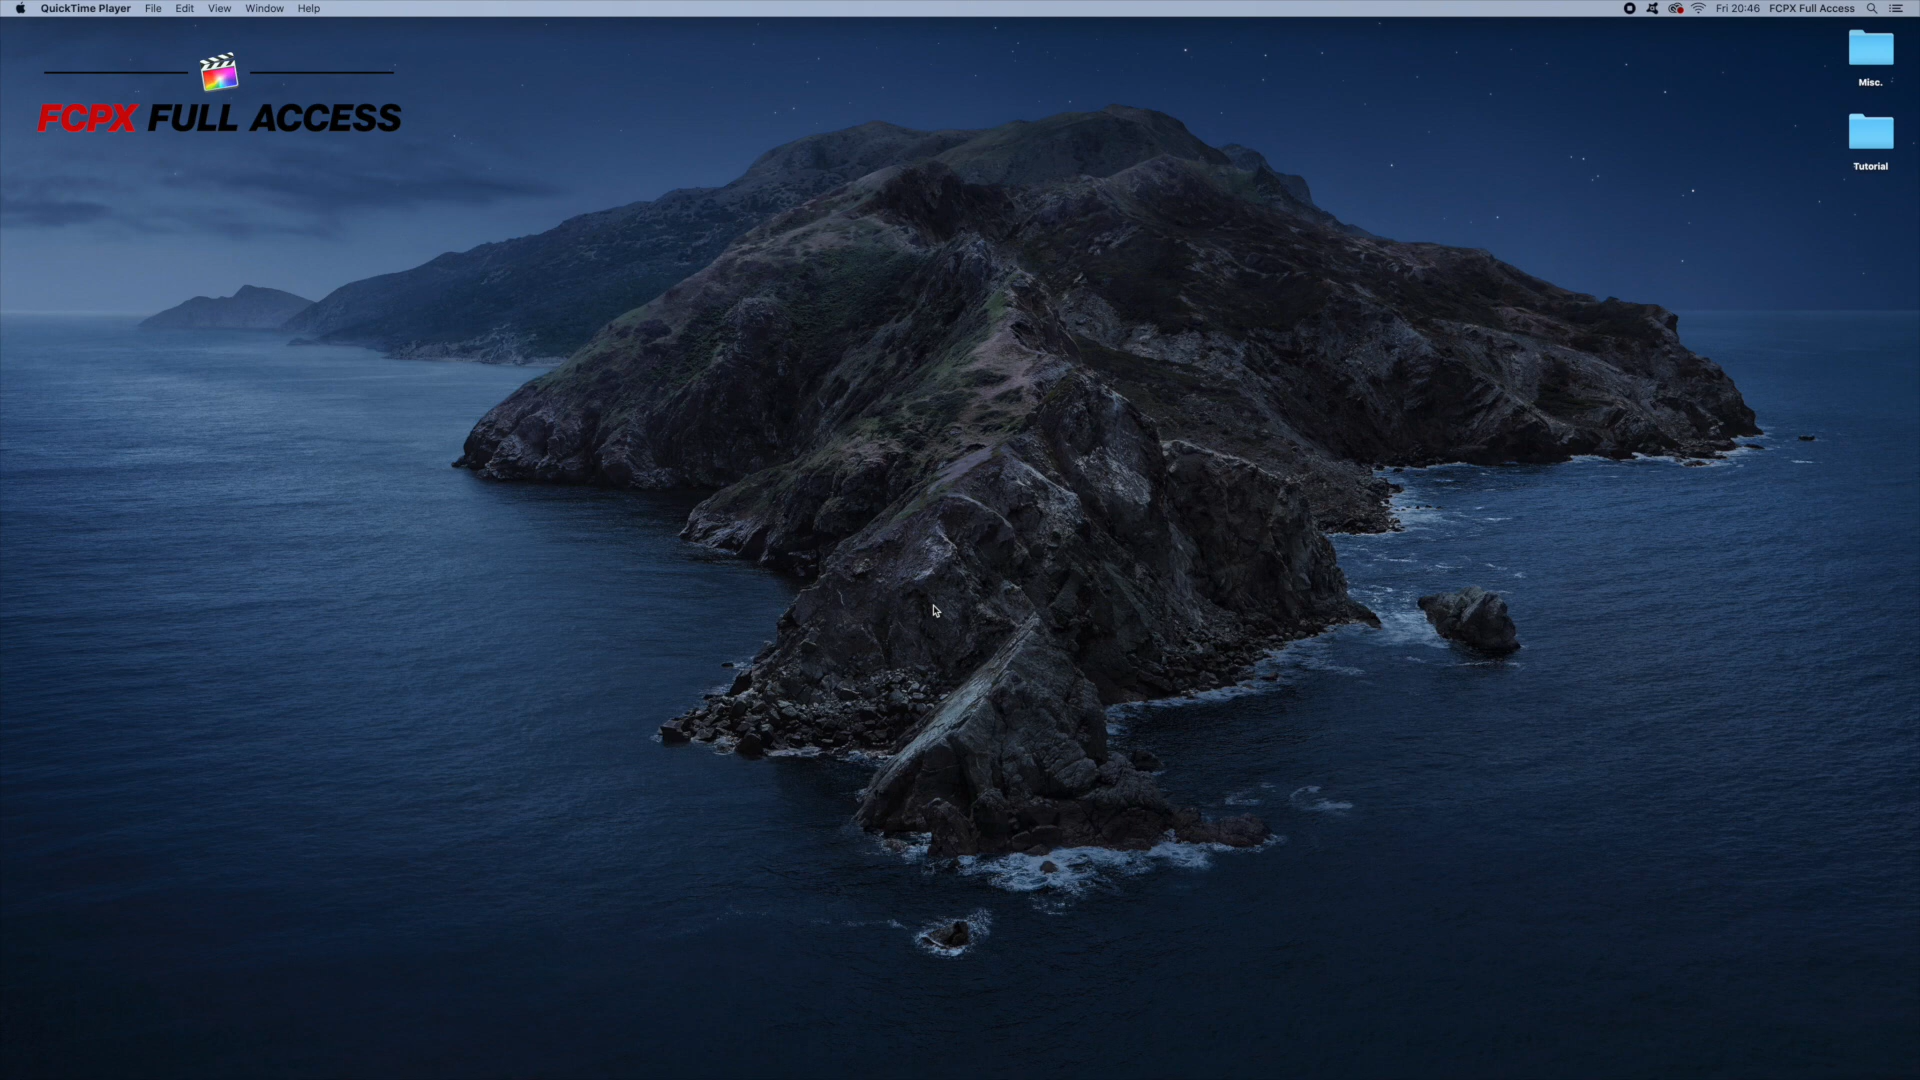 QuickTime Player File Edit View Window Help Fri 20:46 FCPX Full Access
FCPX FULL ACCESS
Misc.
Tutorial